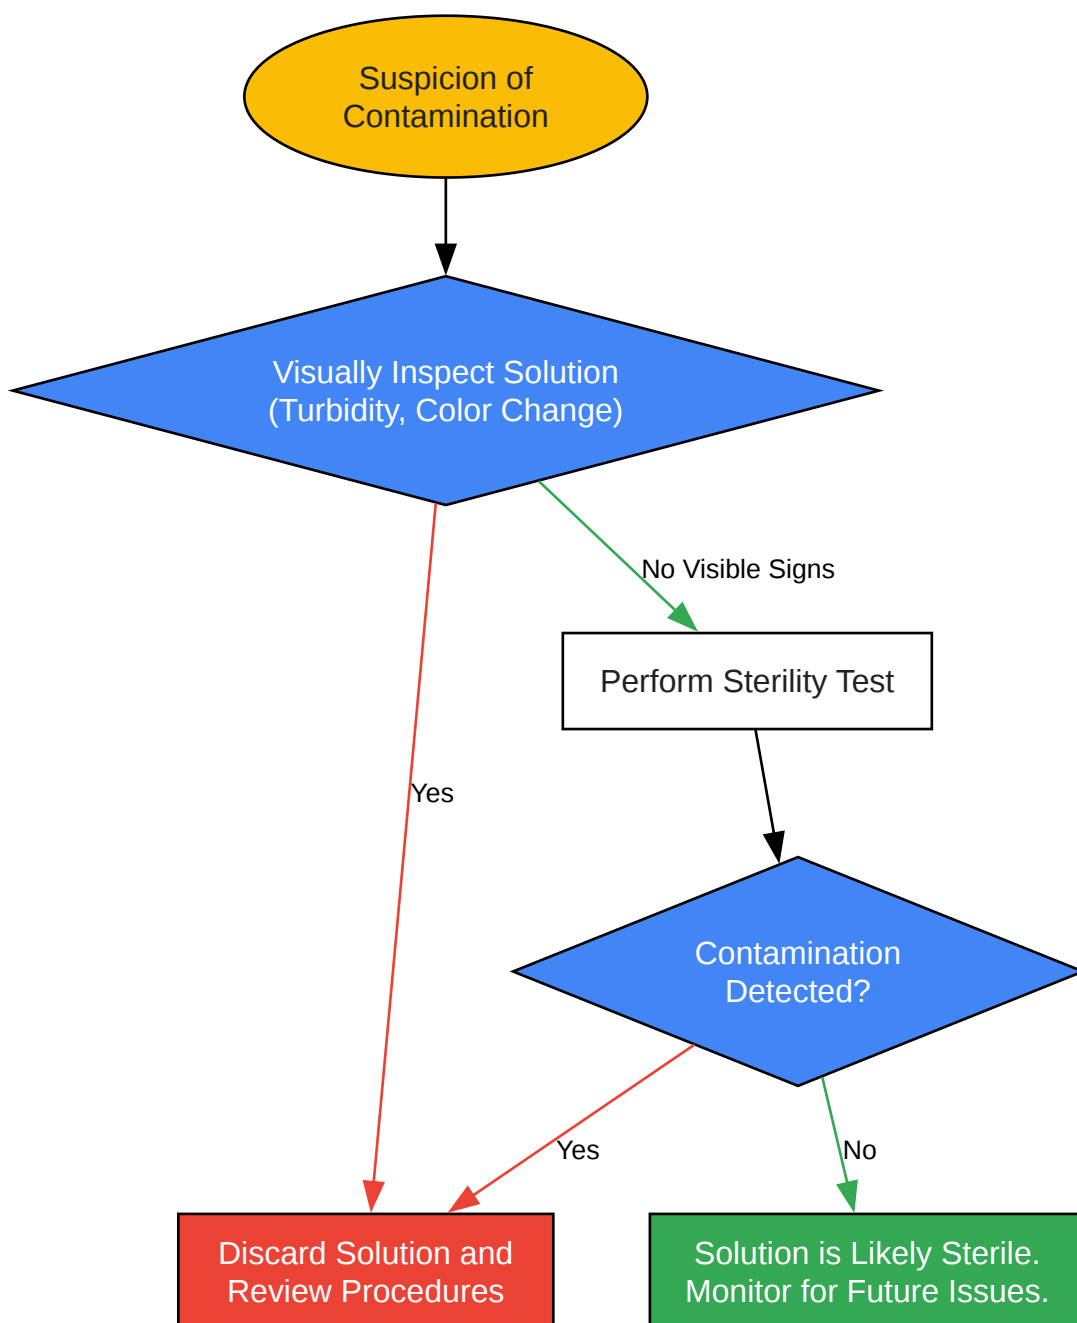 Suspicion of
Contamination
Visually Inspect Solution
(Turbidity, Color Change)
No Visible Signs
Perform Sterility Test
Yes
Contamination
Detected?
Yes
No
Discard Solution and
Review Procedures
Solution is Likely Sterile.
Monitor for Future Issues.